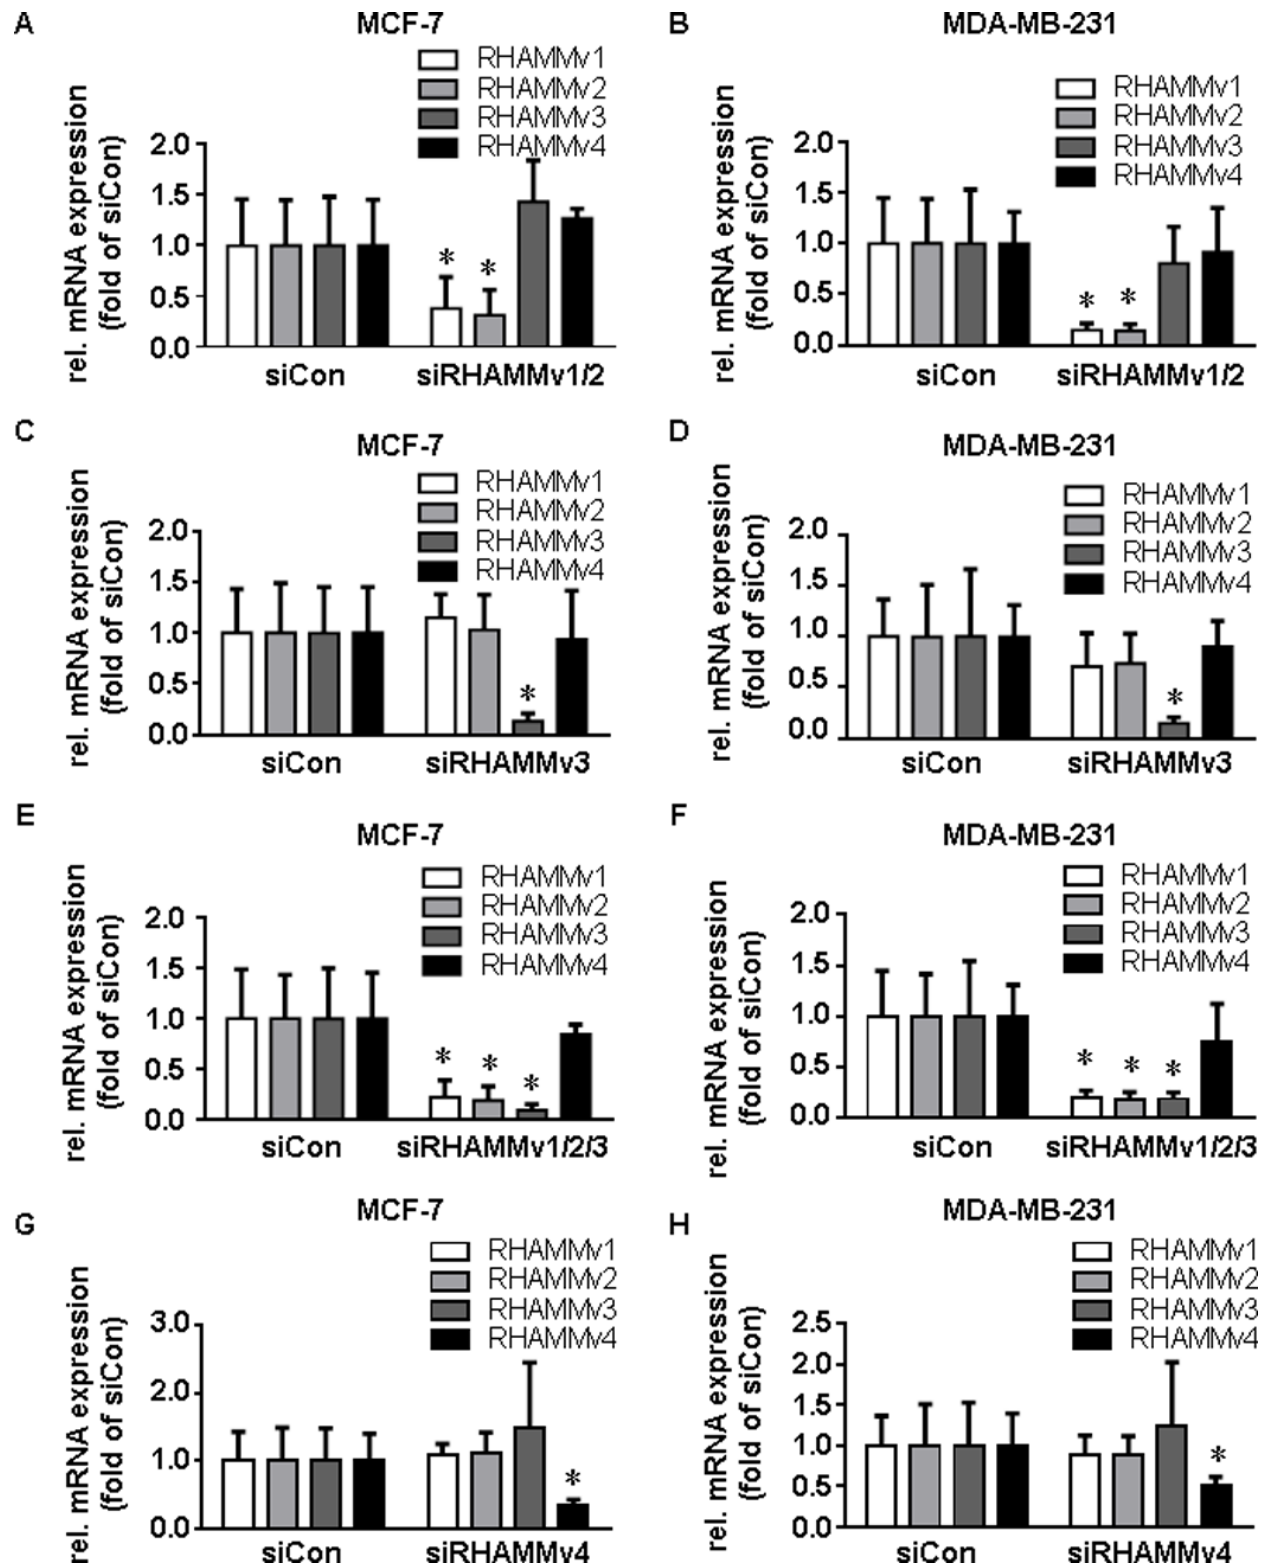 A
MCF-7
RHAMMv1
RHAMMv2
RHAMMv3
RHAMMv4
rel. mRNA expression
(fold of siCon)
2.0
1.5
1.0
0.5
0.0
* *
siCon siRHAMMv1/2
B
MDA-MB-231
RHAMMv1
RHAMMv2
RHAMMv3
RHAMMv4
rel. mRNA expression
(fold of siCon)
2.0
1.5
1.0
0.5
0.0
* *
siCon siRHAMMv1/2
C
MCF-7
RHAMMv1
RHAMMv2
RHAMMv3
RHAMMv4
rel. mRNA expression
(fold of siCon)
2.0
1.5
1.0
0.5
0.0
*
siCon siRHAMMv3
D
MDA-MB-231
RHAMMv1
RHAMMv2
RHAMMv3
RHAMMv4
rel. mRNA expression
(fold of siCon)
2.0
1.5
1.0
0.5
0.0
*
siCon siRHAMMv3
E
MCF-7
RHAMMv1
RHAMMv2
RHAMMv3
RHAMMv4
rel. mRNA expression
(fold of siCon)
2.0
1.5
1.0
0.5
0.0
* * *
siCon siRHAMMv1/2/3
F
MDA-MB-231
RHAMMv1
RHAMMv2
RHAMMv3
RHAMMv4
rel. mRNA expression
(fold of siCon)
2.0
1.5
1.0
0.5
0.0
* * *
siCon siRHAMMv1/2/3
G
MCF-7
RHAMMv1
RHAMMv2
RHAMMv3
RHAMMv4
rel. mRNA expression
(fold of siCon)
3.0
2.0
1.0
0.0
*
siCon siRHAMMv4
H
MDA-MB-231
RHAMMv1
RHAMMv2
RHAMMv3
RHAMMv4
rel. mRNA expression
(fold of siCon)
2.5
2.0
1.5
1.0
0.5
0.0
*
siCon siRHAMMv4